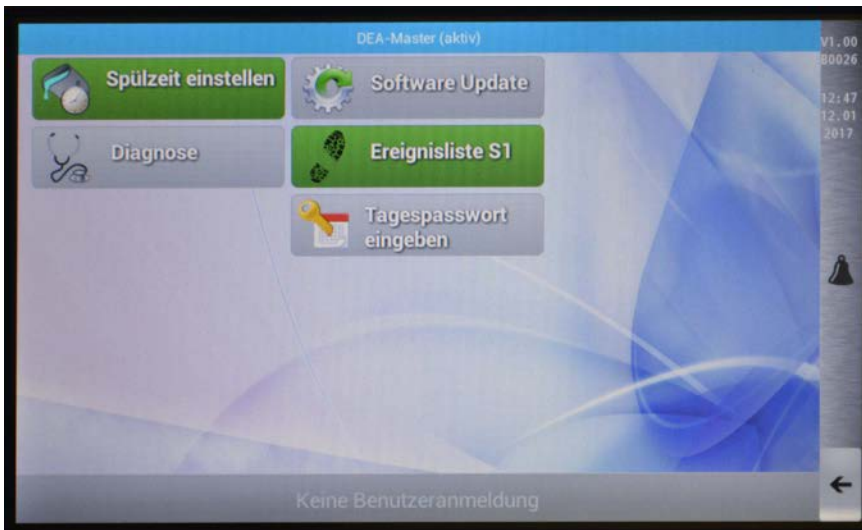 DEA-Master (aktiv)
V1.00
80026
12:47
12.01
2017
Spülzeit einstellen
Software Update
Diagnose
Ereignisliste S1
Tagespasswort
eingeben
Keine Benutzeranmeldung